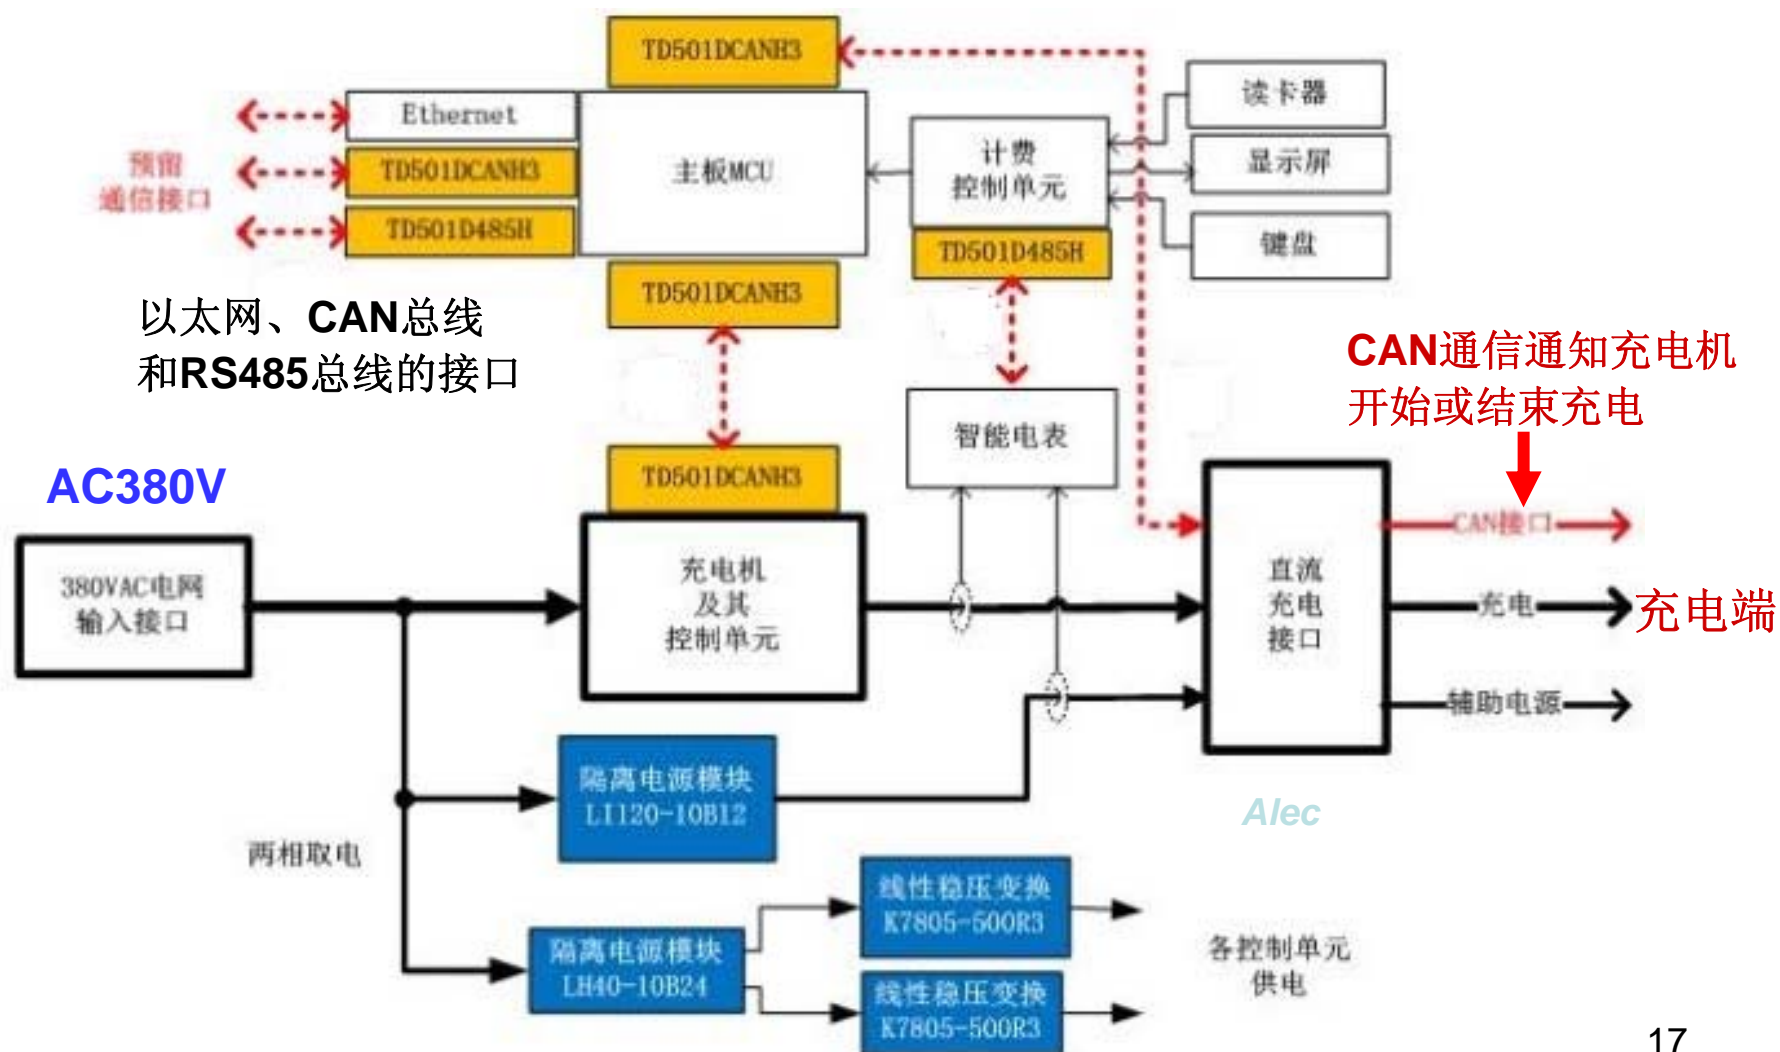 TD501DCANH3
Ethernet
TD501DCANH3
TD501D485H
预留
通信接口
主板MCU
计费
控制单元
TD501D485H
读卡器
显示屏
键盘
TD501DCANH3
以太网、CAN总线
和RS485总线的接口
CAN通信通知充电机
开始或结束充电
智能电表
TD501DCANH3
AC380V
380VAC电网
输入接口
充电机
及其
控制单元
直流
充电
接口
CAN接口
充电
充电端
辅助电源
隔离电源模块
LI120-10B12
Alec
两相取电
线性稳压变换
K7805-500R3
隔离电源模块
LH40-10B24
线性稳压变换
K7805-500R3
各控制单元
供电
17